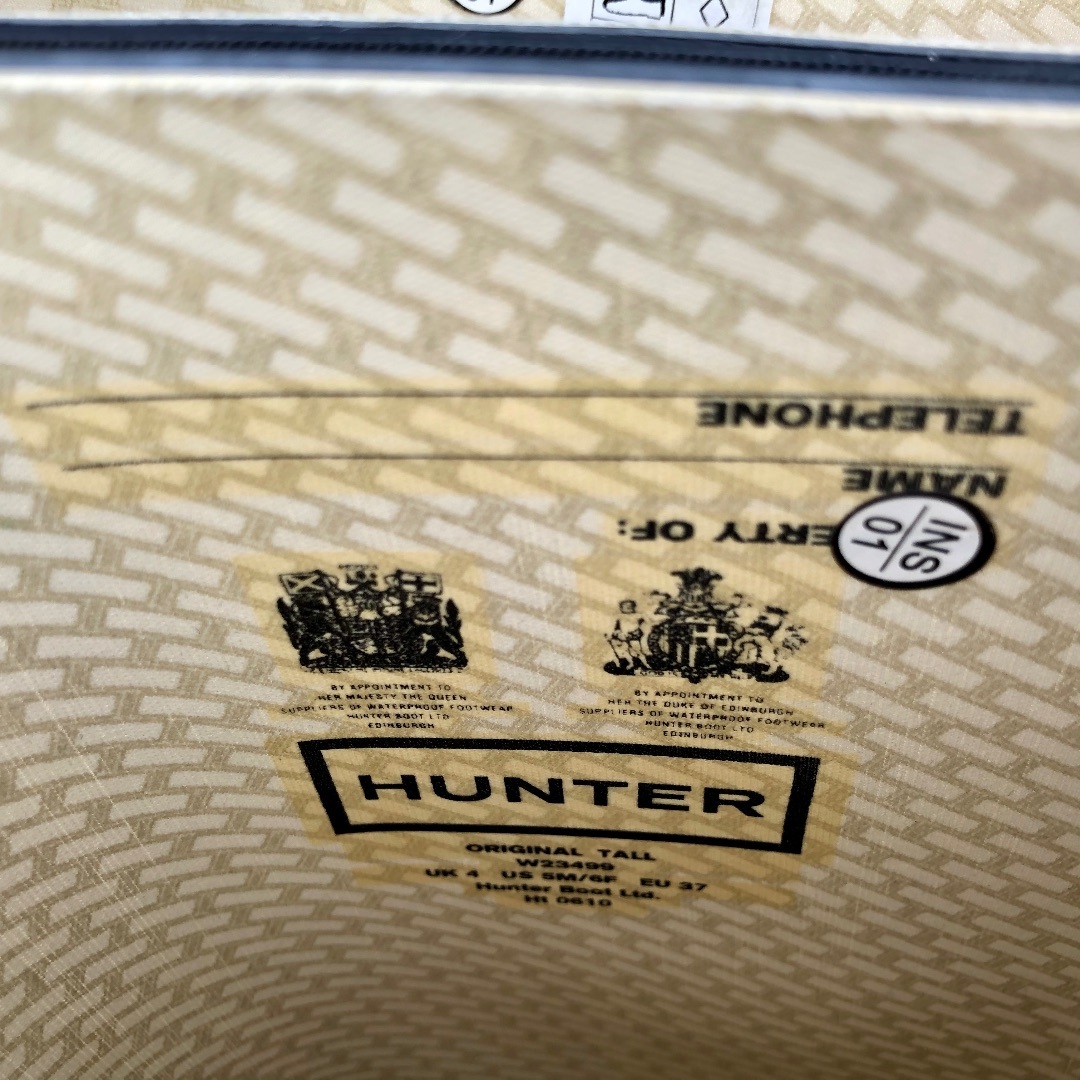 TELEPHONE
NAME
ERTY OF:
INS
01
BY APPOINTMENT TO
HER MAJESTY THE QUEEN
SUPPLIERS OF WATERPROOF FOOTWEAR
HUNTER BOOT LTD
EDINBURGH
BY APPOINTMENT TO
HRH THE DUKE OF EDINBURGH
SUPPLIERS OF WATERPROOF FOOTWEAR
HUNTER BOOT LTD
EDINBURGH
HUNTER
ORIGINAL TALL
W23499
UK 4 US 5M/6F EU 37
Hunter Boot Ltd.
HI 0610